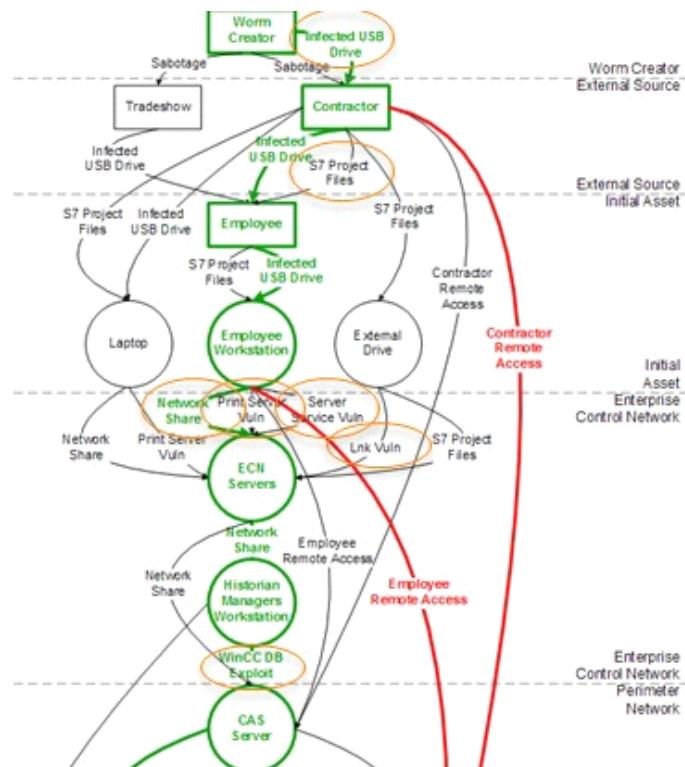 Worm
Creator
Infected USB
Drive
Sabotage
Sabotage
Worm Creator
External Source
Tradeshow
Contractor
Infected
USB Drive
Infected
USB Drive
S7 Project
Files
External Source
Initial Asset
S7 Project
Files
Infected
USB Drive
Employee
S7 Project
Files
S7 Project
Files
Infected
USB Drive
Contractor
Remote
Access
Laptop
Employee
Workstation
External
Drive
Contractor
Remote
Access
Initial
Asset
Enterprise
Control Network
Network
Share
Print Server
Vuln
Server
Service Vuln
Network
Share
Print Server
Vuln
Lnk Vuln
S7 Project
Files
ECN
Servers
Network
Share
Employee
Remote Access
Network
Share
Historian
Managers
Workstation
Employee
Remote Access
WinCC DB
Exploit
Enterprise
Control Network
Perimeter
Network
CAS
Server